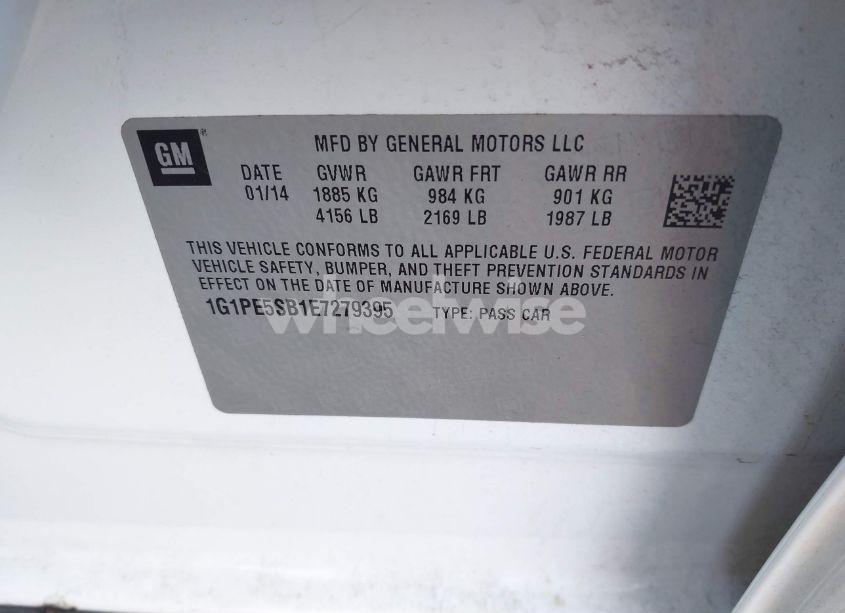 GM
MFD BY GENERAL MOTORS LLC
DATE GVWR GAWR FRT GAWR RR
01/14 1885 KG 984 KG 901 KG
4156 LB 2169 LB 1987 LB
THIS VEHICLE CONFORMS TO ALL APPLICABLE U.S. FEDERAL MOTOR
VEHICLE SAFETY, BUMPER, AND THEFT PREVENTION STANDARDS IN
EFFECT ON THE DATE OF MANUFACTURE SHOWN ABOVE.
1G1PE5SB1E7279395 TYPE: PASS CAR
wheelwise